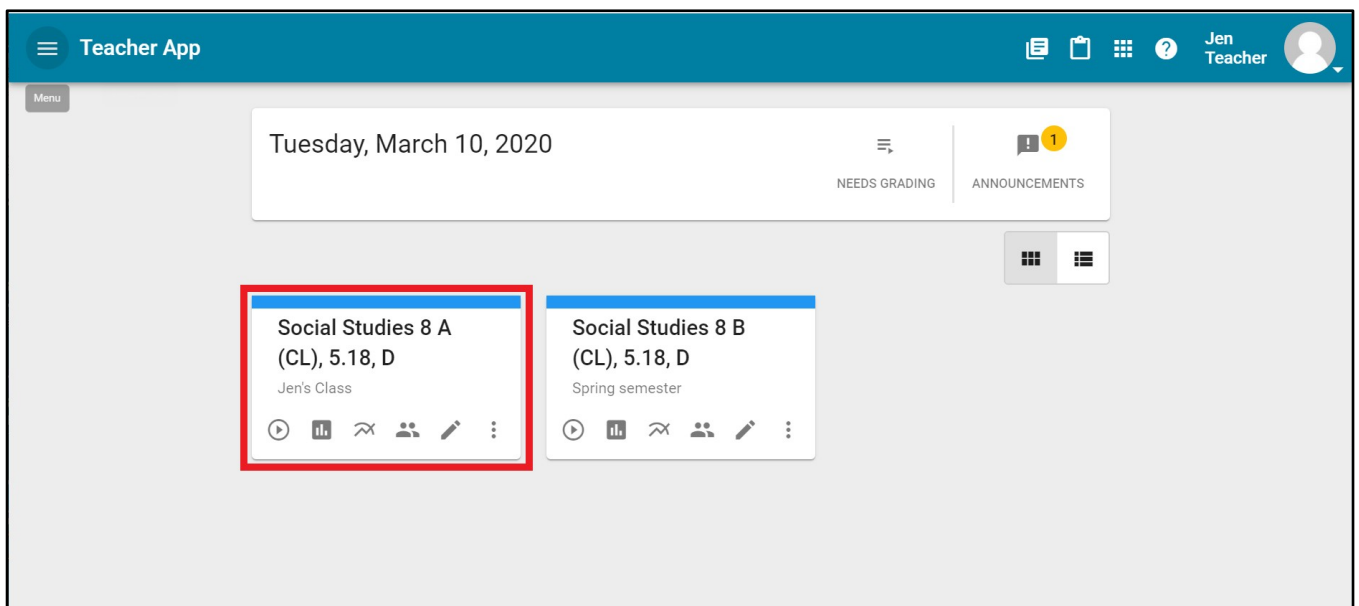 Teacher App
Jen
Teacher
Menu
Tuesday, March 10, 2020
1
NEEDS GRADING
ANNOUNCEMENTS
Social Studies 8 A
(CL), 5.18, D
Jen's Class
Social Studies 8 B
(CL), 5.18, D
Spring semester